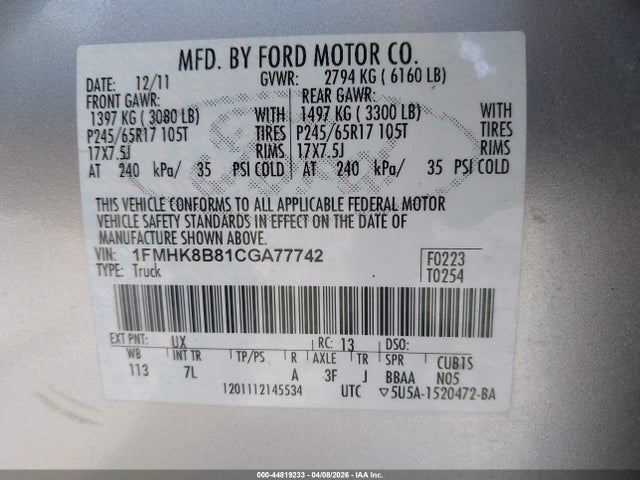 MFD. BY FORD MOTOR CO.
DATE: 12/11 GVWR: 2794 KG ( 6160 LB)
FRONT GAWR: REAR GAWR:
1397 KG ( 3080 LB) WITH 1497 KG ( 3300 LB) WITH
P245/65R17 105T TIRES P245/65R17 105T TIRES
17X7.5J RIMS 17X7.5J RIMS
AT 240 kPa/ 35 PSI COLD AT 240 kPa/ 35 PSI COLD
THIS VEHICLE CONFORMS TO ALL APPLICABLE FEDERAL MOTOR
VEHICLE SAFETY STANDARDS IN EFFECT ON THE DATE OF
MANUFACTURE SHOWN ABOVE.
VIN: 1FMHK8B81CGA77742 F0223
TYPE: Truck T0254
EXT PNT: UX RC: 13 DSO:
WB INT TR TP/PS R AXLE TR SPR CUB1S
113 7L A 3F J BBAA N05
1201112145534 UTC ▽5U5A-1520472-BA
000-44819233 - 04/08/2026 - IAA Inc.